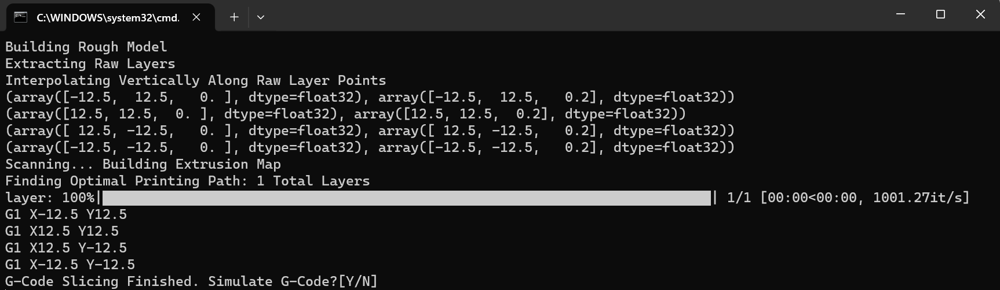 C:\WINDOWS\system32\cmd.
Building Rough Model
Extracting Raw Layers
Interpolating Vertically Along Raw Layer Points
(array([-12.5,  12.5,   0. ], dtype=float32), array([-12.5,  12.5,   0.2], dtype=float32))
(array([12.5, 12.5,  0. ], dtype=float32), array([12.5, 12.5,  0.2], dtype=float32))
(array([ 12.5, -12.5,   0. ], dtype=float32), array([ 12.5, -12.5,   0.2], dtype=float32))
(array([-12.5, -12.5,   0. ], dtype=float32), array([-12.5, -12.5,   0.2], dtype=float32))
Scanning... Building Extrusion Map
Finding Optimal Printing Path: 1 Total Layers
layer: 100%|██████████| 1/1 [00:00<00:00, 1001.27it/s]
G1 X-12.5 Y12.5
G1 X12.5 Y12.5
G1 X12.5 Y-12.5
G1 X-12.5 Y-12.5
G-Code Slicing Finished. Simulate G-Code?[Y/N]